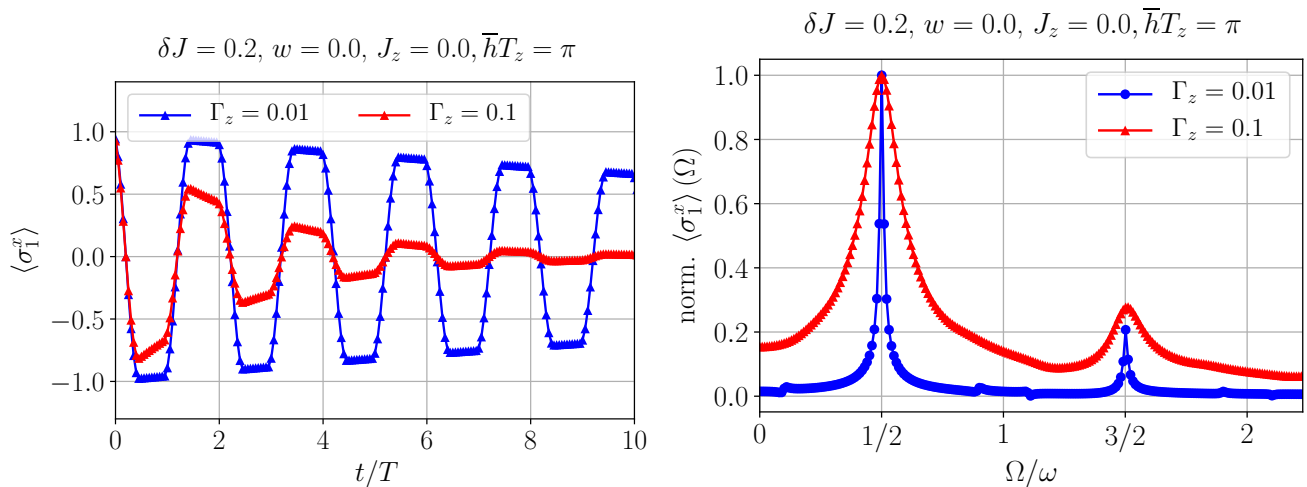 δJ = 0.2, w = 0.0, J_z = 0.0, h̅T_z = π
Γ_z = 0.01
Γ_z = 0.1
⟨σ_1^x⟩
1.0
0.5
0.0
−0.5
−1.0
0 2 4 6 8 10
t/T
δJ = 0.2, w = 0.0, J_z = 0.0, h̅T_z = π
Γ_z = 0.01
Γ_z = 0.1
norm. ⟨σ_1^x⟩ (Ω)
1.0
0.8
0.6
0.4
0.2
0.0
0 1/2 1 3/2 2
Ω/ω